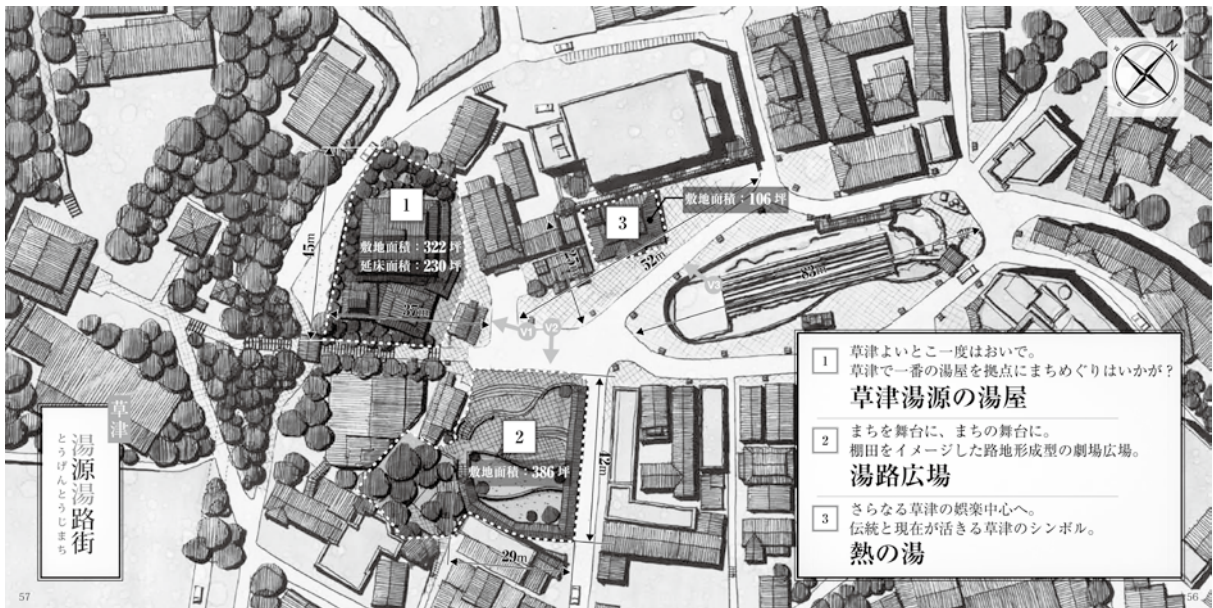 N
1
敷地面積：322坪
延床面積：230坪
45m
37m
3
敷地面積：106坪
52m
25m
83m
V1
V2
V3
2
敷地面積：386坪
42m
29m
草津
湯源湯路街
とうげんとうじまち
1
草津よいとこ一度はおいで。
草津で一番の湯屋を拠点にまちめぐりはいかが？
草津湯源の湯屋
2
まちを舞台に、まちの舞台に。
棚田をイメージした路地形成型の劇場広場。
湯路広場
3
さらなる草津の娯楽中心へ。
伝統と現在が活きる草津のシンボル。
熱の湯
57
56